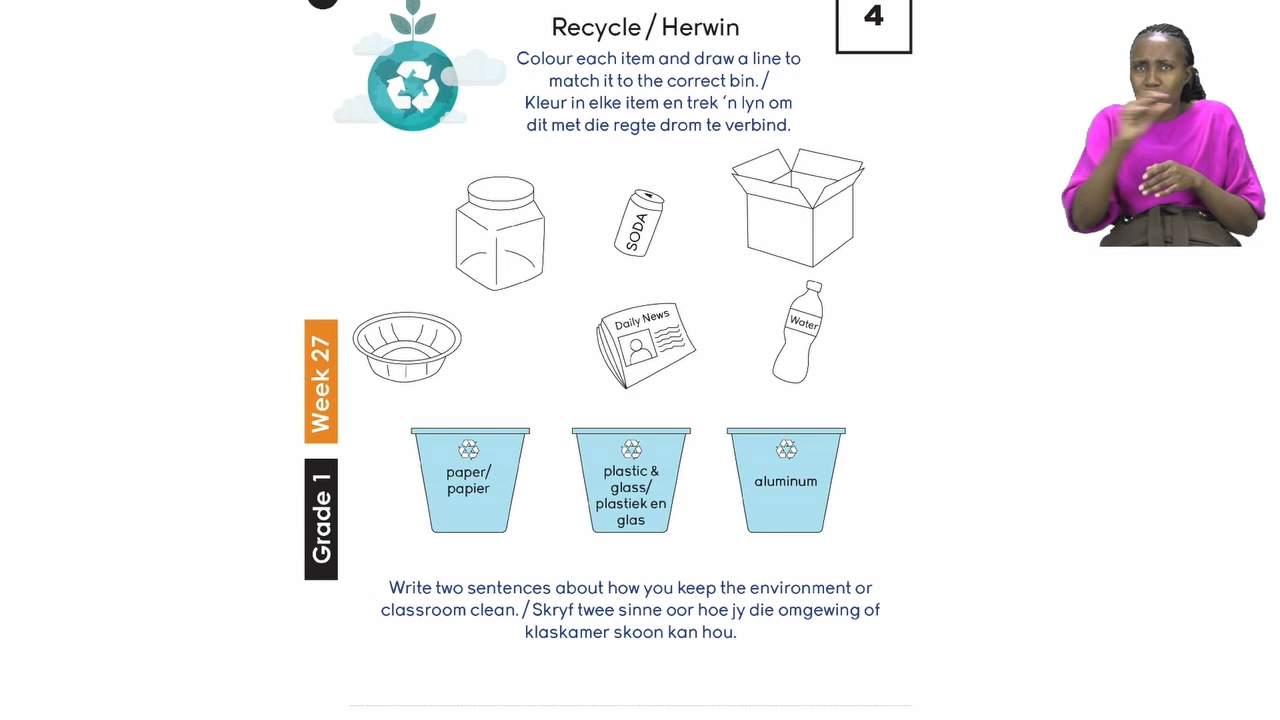 Recycle / Herwin
4
Colour each item and draw a line to
match it to the correct bin. /
Kleur in elke item en trek ‘n lyn om
dit met die regte drom te verbind.
SODA
Daily News
Water
Week 27
Grade 1
paper/
papier
plastic &
glass/
plastiek en
glas
aluminum
Write two sentences about how you keep the environment or
classroom clean. / Skryf twee sinne oor hoe jy die omgewing of
klaskamer skoon kan hou.